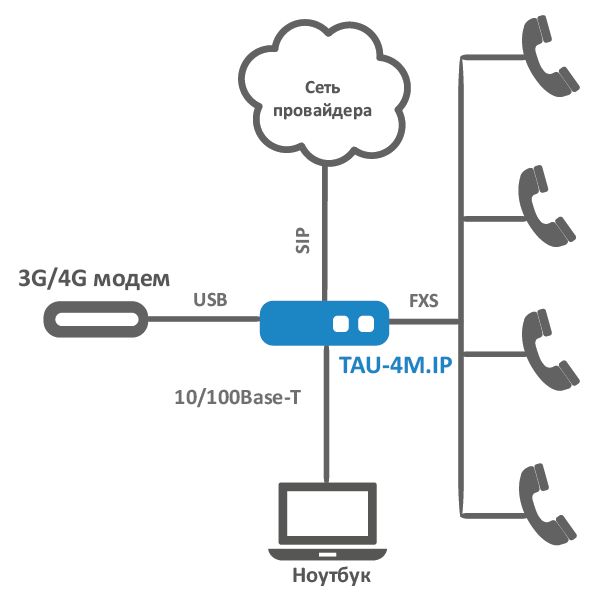 Сеть
провайдера
SIP
3G/4G модем
USB
FXS
TAU-4M.IP
10/100Base-T
Ноутбук